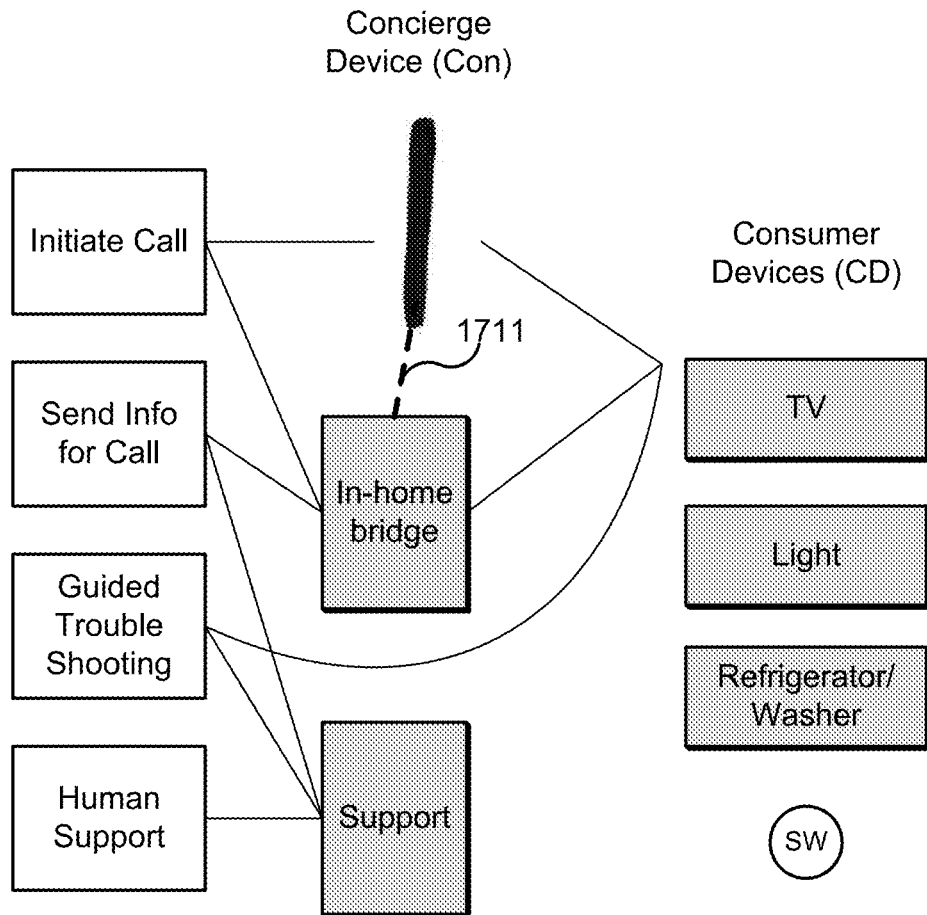 Concierge
Device (Con)
Initiate Call
Consumer
Devices (CD)
1711
Send Info
for Call
TV
In-home
bridge
Light
Guided
Trouble
Shooting
Refrigerator/
Washer
Human
Support
Support
SW